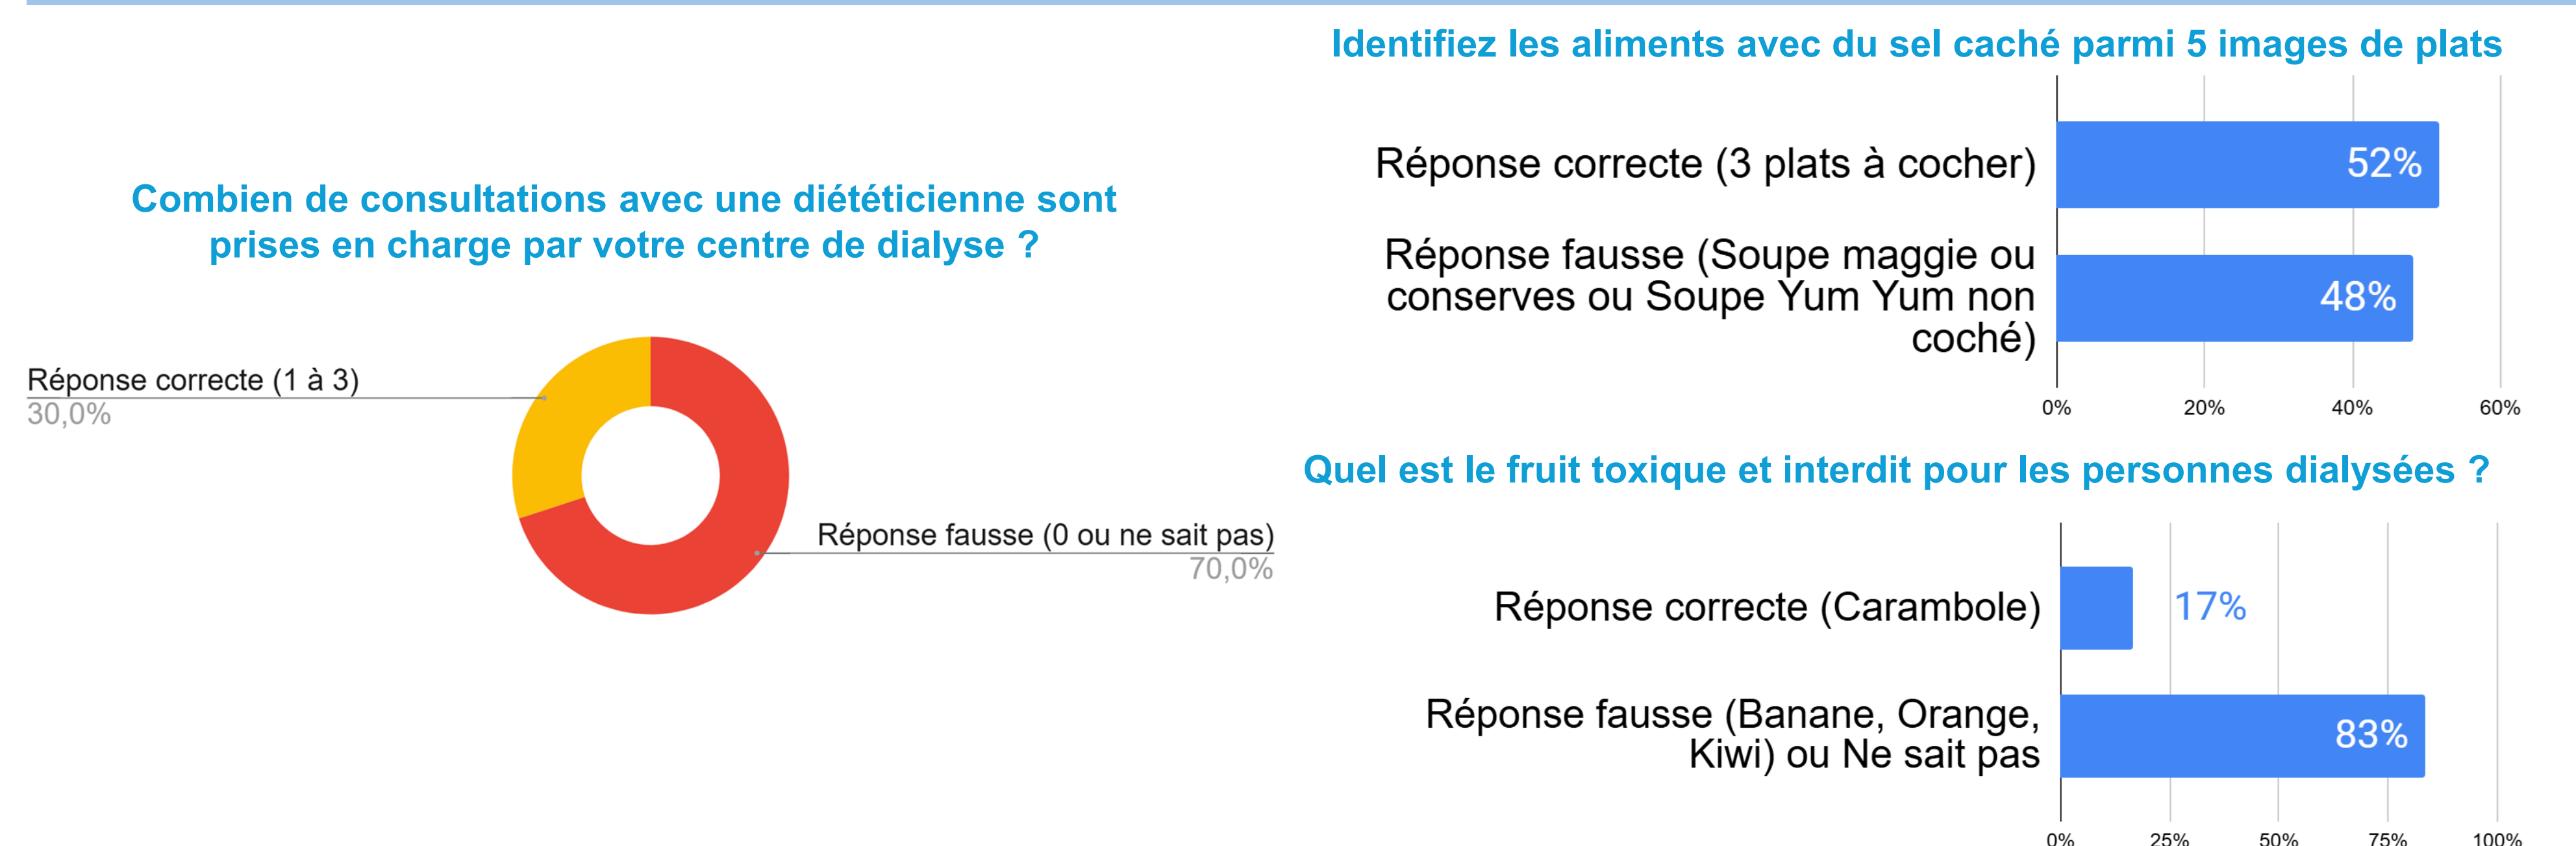 Combien de consultations avec une diététicienne sont
prises en charge par votre centre de dialyse ?
Réponse correcte (1 à 3)
30,0%
Réponse fausse (0 ou ne sait pas)
70,0%
Identifiez les aliments avec du sel caché parmi 5 images de plats
Réponse correcte (3 plats à cocher)
52%
Réponse fausse (Soupe maggie ou
conserves ou Soupe Yum Yum non
coché)
48%
0% 20% 40% 60%
Quel est le fruit toxique et interdit pour les personnes dialysées ?
Réponse correcte (Carambole)
17%
Réponse fausse (Banane, Orange,
Kiwi) ou Ne sait pas
83%
0% 25% 50% 75% 100%